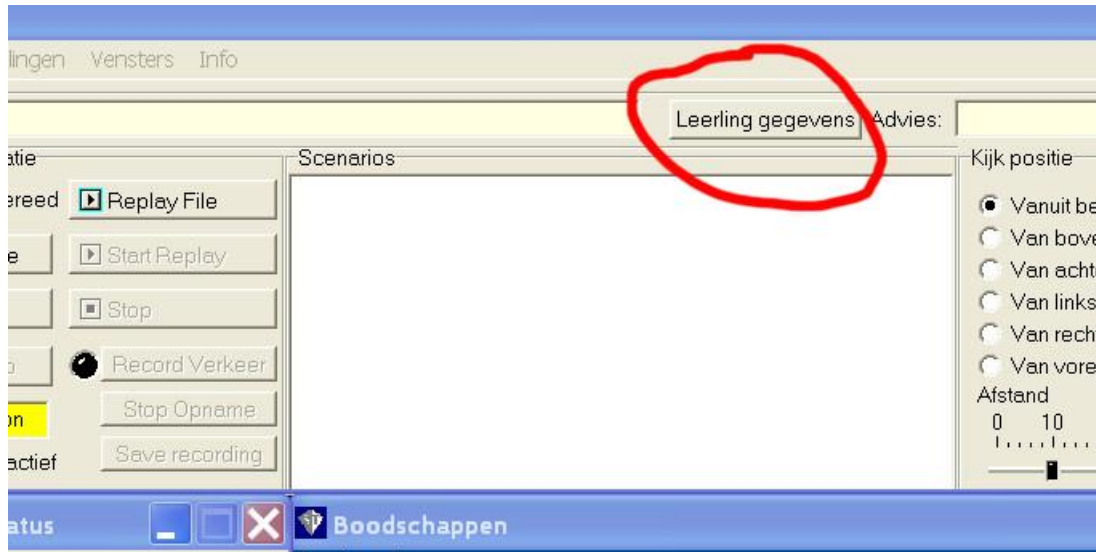 lingen Vensters Info
Leerling gegevens Advies:
atie Scenarios Kijk positie
ereed Replay File Vanuit be
e Start Replay Van bove
Van acht
Stop Van links
Van rech
Record Verkeer Van vore
Stop Opname Afstand
on 0 10
actief Save recording
atus Boodschappen